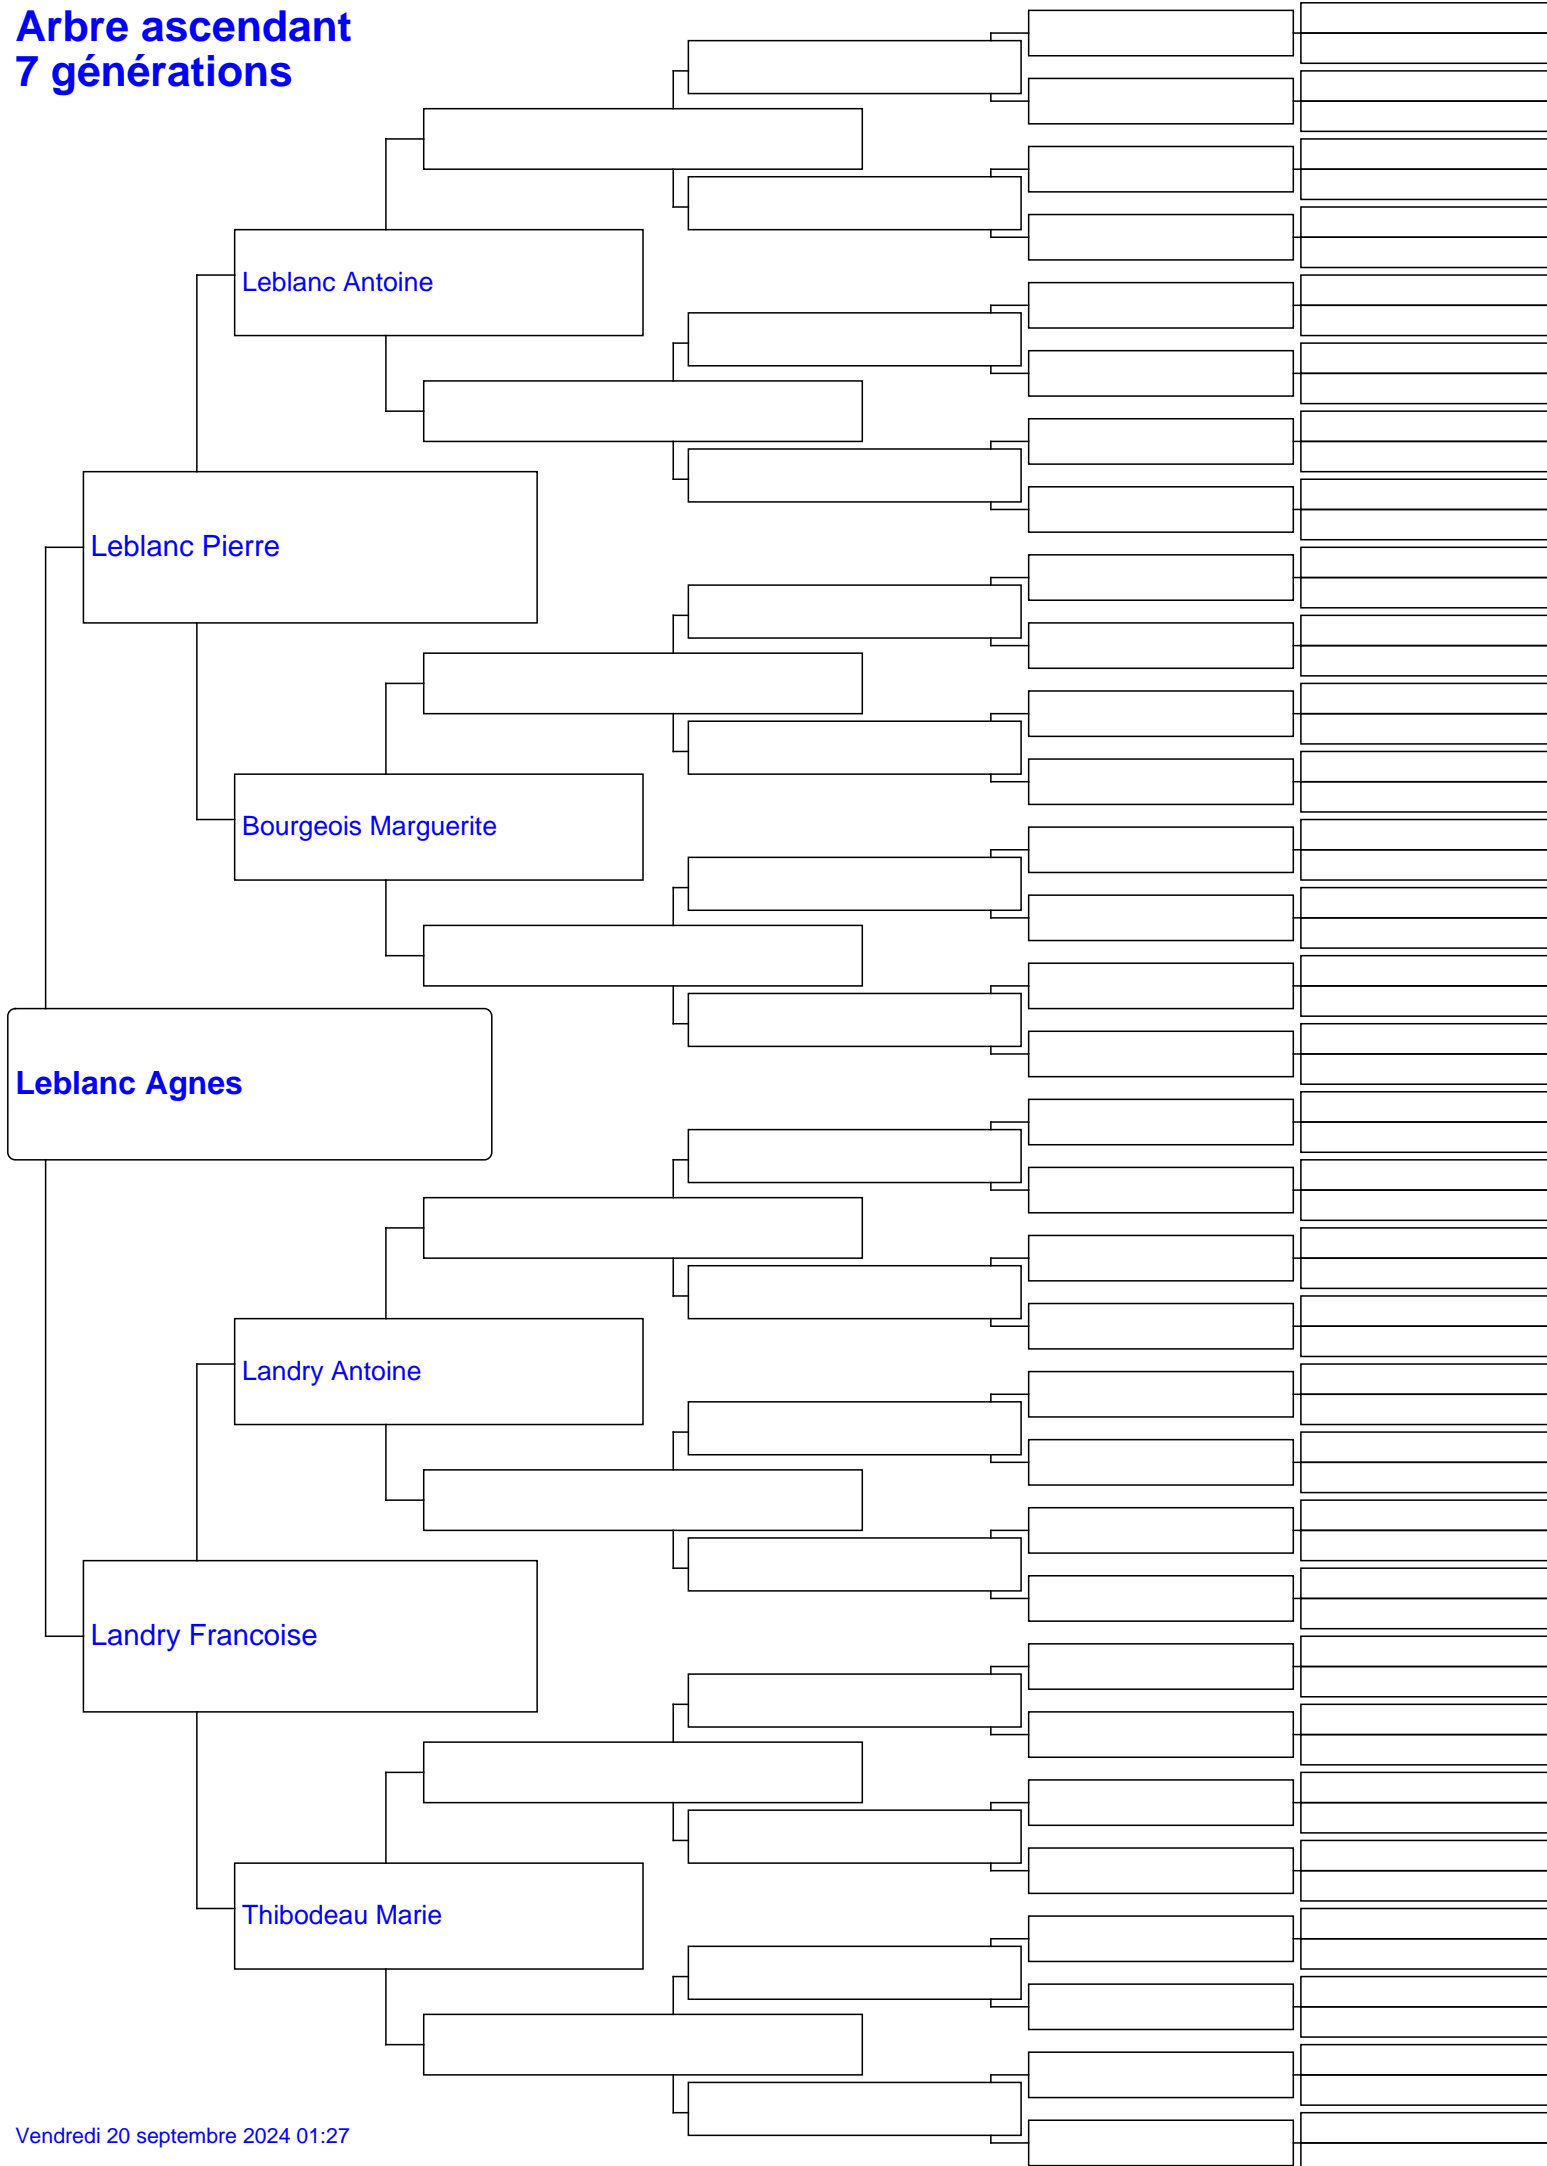 Arbre ascendant
7 générations
Leblanc Antoine
Leblanc Pierre
Bourgeois Marguerite
Leblanc Agnes
Landry Antoine
Landry Francoise
Thibodeau Marie
Vendredi 20 septembre 2024 01:27